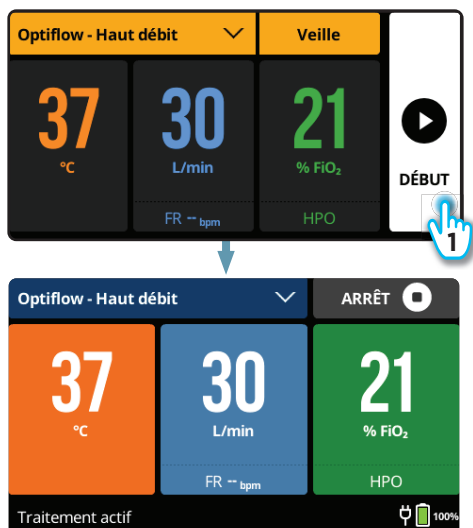 Optiflow - Haut débit Veille
37 30 21
°C L/min % FiO₂
DÉBUT
FR -- bpm HPO
1
Optiflow - Haut débit ARRÊT
37 30 21
°C L/min % FiO₂
FR -- bpm HPO
Traitement actif 100%